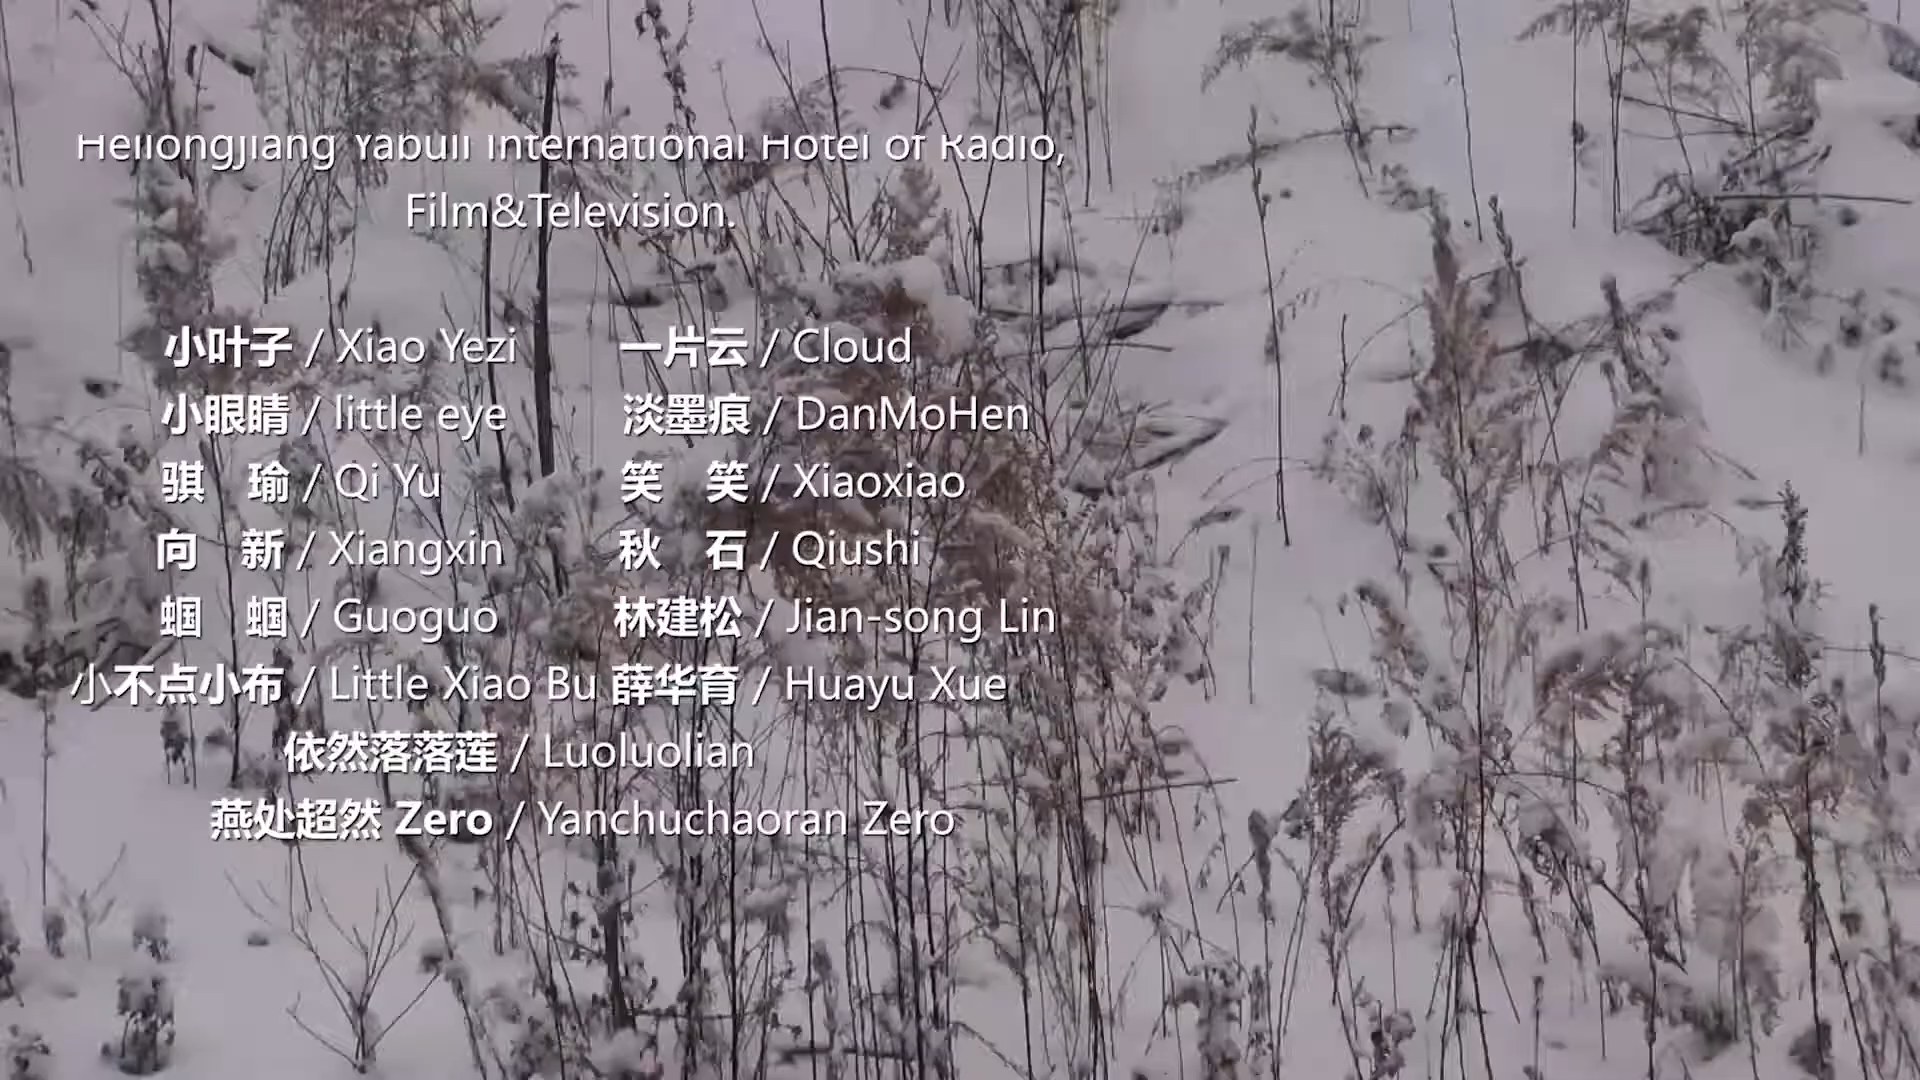 Heilongjiang Yabuli International Hotel of Radio,
Film&Television.
小叶子 / Xiao Yezi 一片云 / Cloud
小眼睛 / little eye 淡墨痕 / DanMoHen
骐 瑜 / Qi Yu 笑 笑 / Xiaoxiao
向 新 / Xiangxin 秋 石 / Qiushi
蝈 蝈 / Guoguo 林建松 / Jian-song Lin
小不点小布 / Little Xiao Bu 薛华育 / Huayu Xue
依然落落莲 / Luoluolian
燕处超然 Zero / Yanchuchaoran Zero